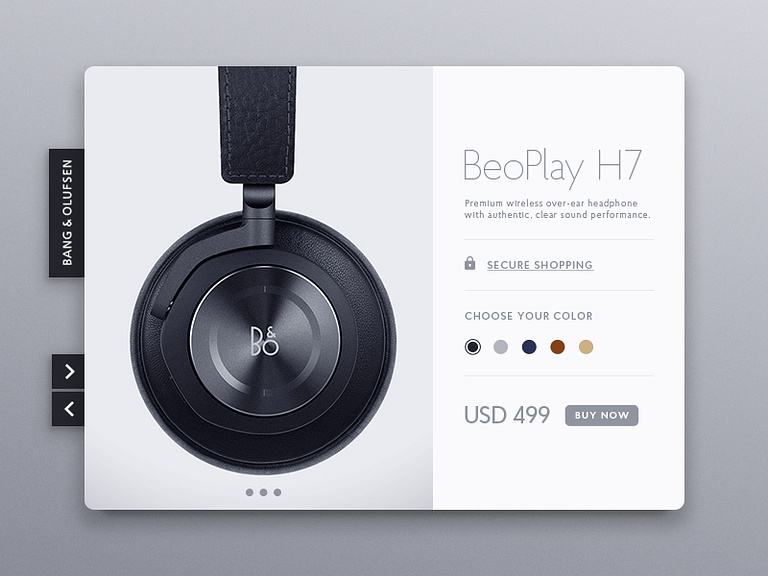 BANG & OLUFSEN
B&O
BeoPlay H7
Premium wireless over-ear headphone
with authentic, clear sound performance.
SECURE SHOPPING
CHOOSE YOUR COLOR
USD 499
BUY NOW